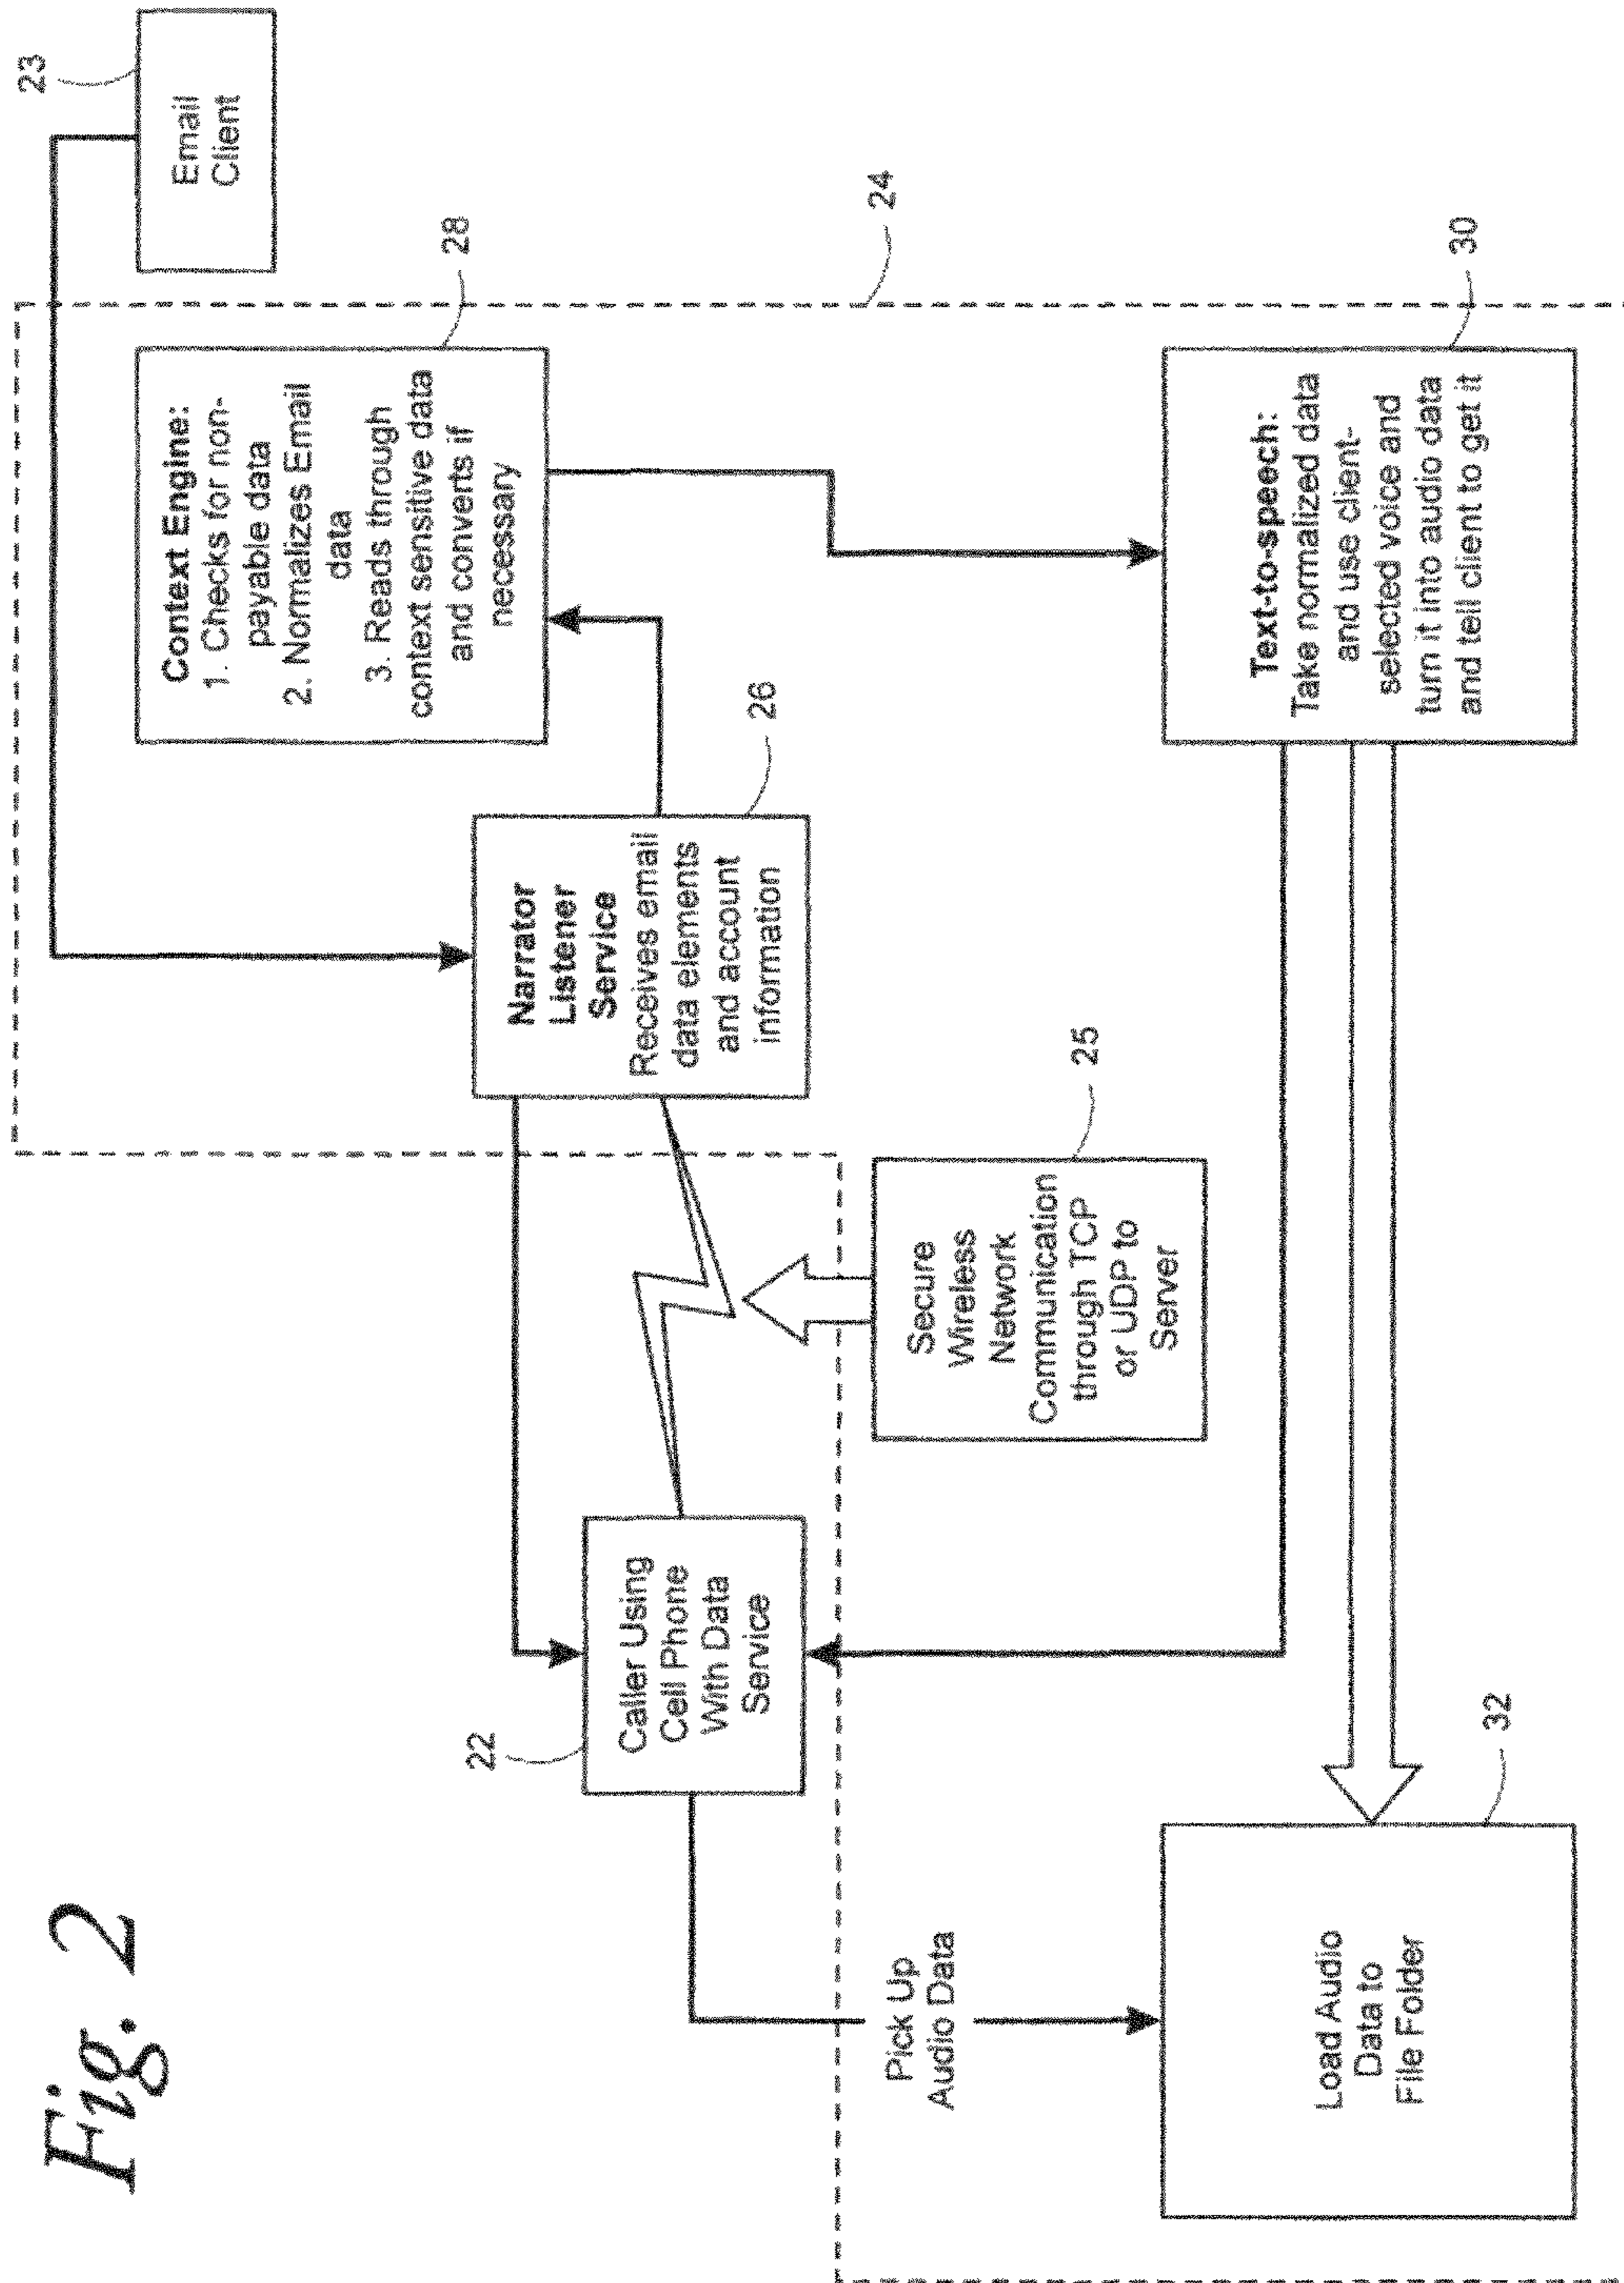 Fig. 2
23
Email
Client
Context Engine:
1. Checks for non-
payable data
2. Normalizes Email
data
3. Reads through
context sensitive data
and converts if
necessary
28
Narrator
Listener
Service
Receives email
data elements
and account
information
26
22
Caller Using
Cell Phone
With Data
Service
24
Secure
Wireless
Network
Communication
through TCP
or UDP to
Server
25
Pick Up
Audio Data
Text-to-speech:
Take normalized data
and use client-
selected voice and
turn it into audio data
and tell client to get it
30
Load Audio
Data to
File Folder
32